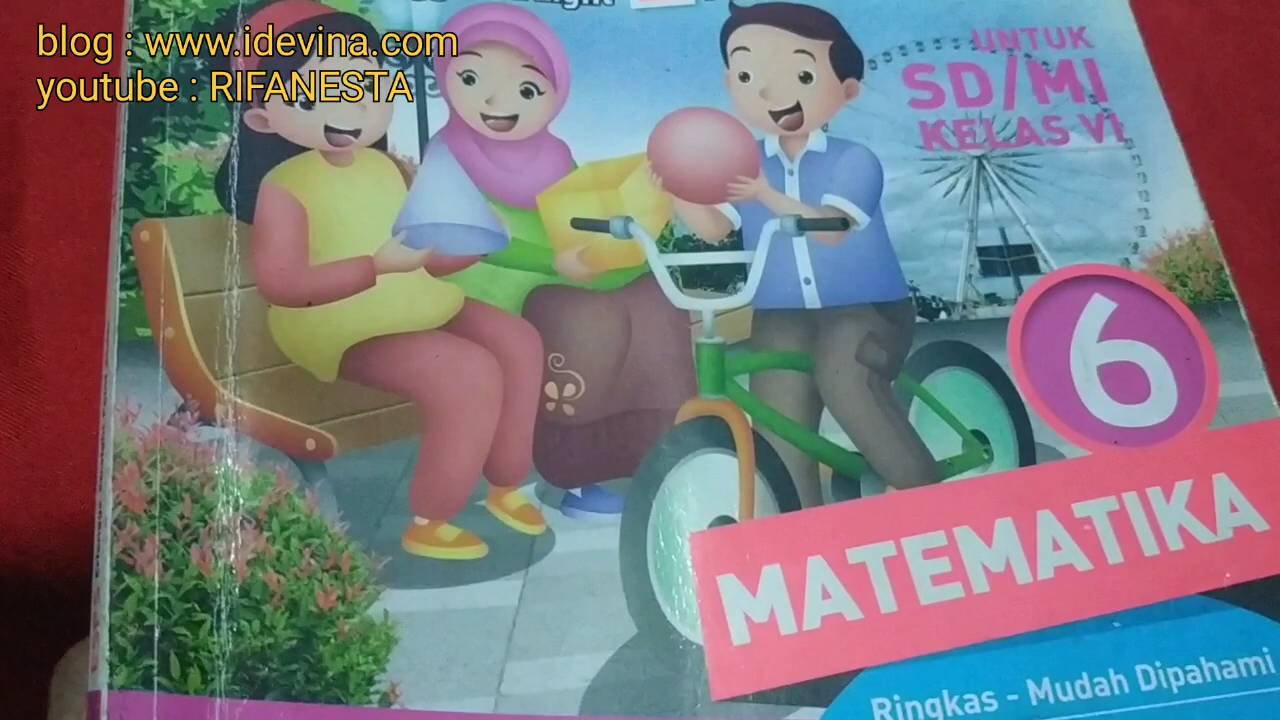 blog : www.idevina.com
youtube : RIFANESTA
UNTUK
SD/MI
KELAS VI
6
MATEMATIKA
Ringkas - Mudah Dipahami